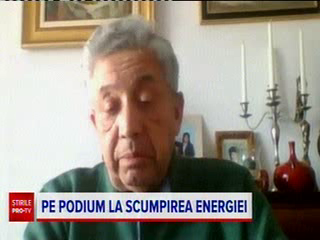 STIRILE
PRO•TV
PE PODIUM LA SCUMPIREA ENERGIEI